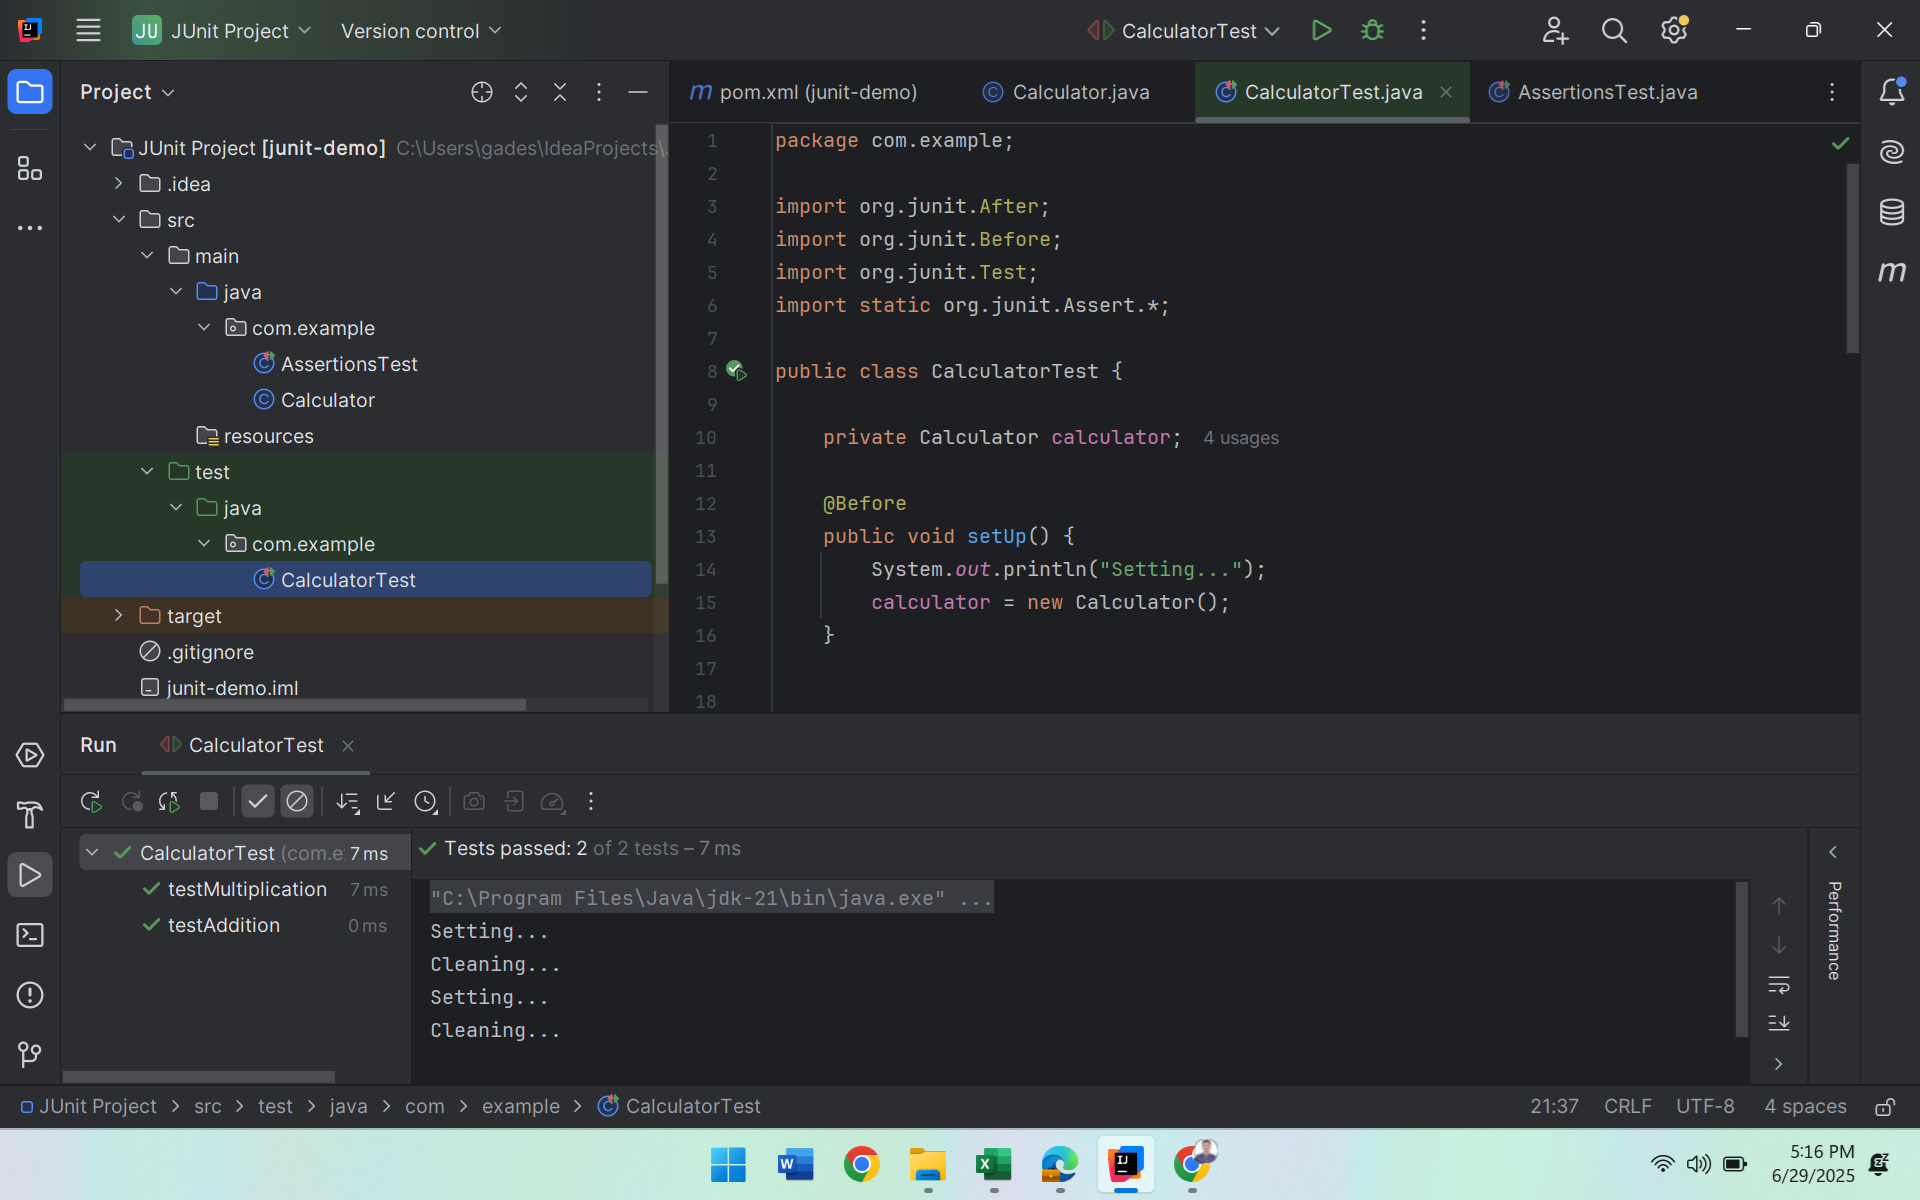 JU JUnit Project Version control CalculatorTest
Project
pom.xml (junit-demo) Calculator.java CalculatorTest.java AssertionsTest.java
JUnit Project [junit-demo] C:\Users\gades\IdeaProjects\
.idea
src
main
java
com.example
AssertionsTest
Calculator
resources
test
java
com.example
CalculatorTest
target
.gitignore
junit-demo.iml
1 package com.example;
2
3 import org.junit.After;
4 import org.junit.Before;
5 import org.junit.Test;
6 import static org.junit.Assert.*;
7
8 public class CalculatorTest {
9
10 private Calculator calculator; 4 usages
11
12 @Before
13 public void setUp() {
14 System.out.println("Setting...");
15 calculator = new Calculator();
16 }
17
18
Run CalculatorTest
CalculatorTest (com.e 7 ms
testMultiplication 7 ms
testAddition 0 ms
Tests passed: 2 of 2 tests – 7 ms
"C:\Program Files\Java\jdk-21\bin\java.exe" ...
Setting...
Cleaning...
Setting...
Cleaning...
Performance
JUnit Project > src > test > java > com > example > CalculatorTest 21:37 CRLF UTF-8 4 spaces
5:16 PM
6/29/2025